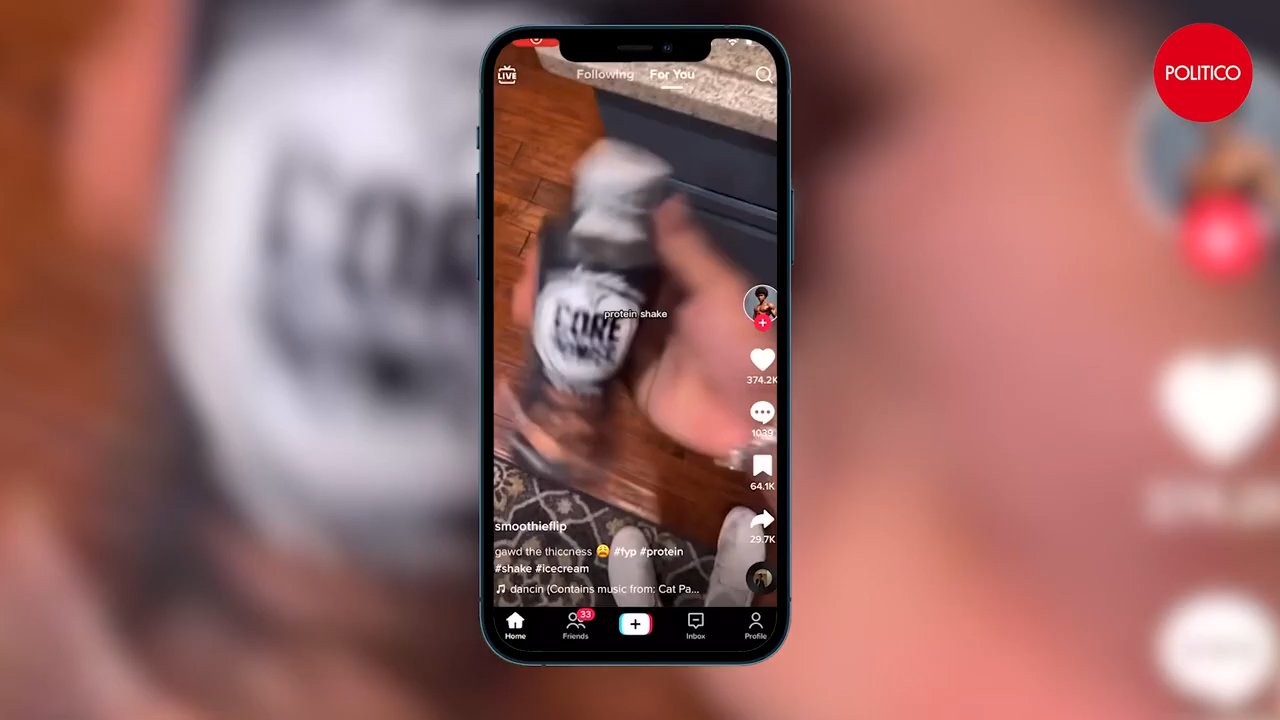 POLITICO
LIVE
Following
For You
CORE
protein shake
374.2K
1039
64.1K
29.7K
smoothieflip
gawd the thiccness 😩 #fyp #protein
#shake #icecream
dancin (Contains music from: Cat Pa...
33
Home
Friends
Inbox
Profile